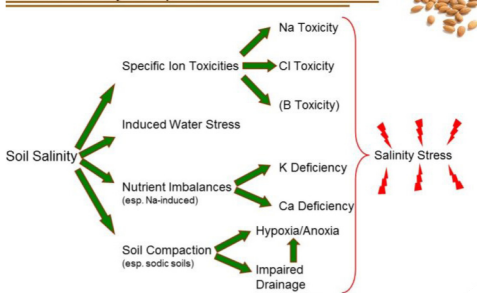 Na Toxicity
Specific Ion Toxicities
Cl Toxicity
(B Toxicity)
Induced Water Stress
Soil Salinity
Salinity Stress
K Deficiency
Nutrient Imbalances
(esp. Na-induced)
Ca Deficiency
Hypoxia/Anoxia
Soil Compaction
(esp. sodic soils)
Impaired
Drainage